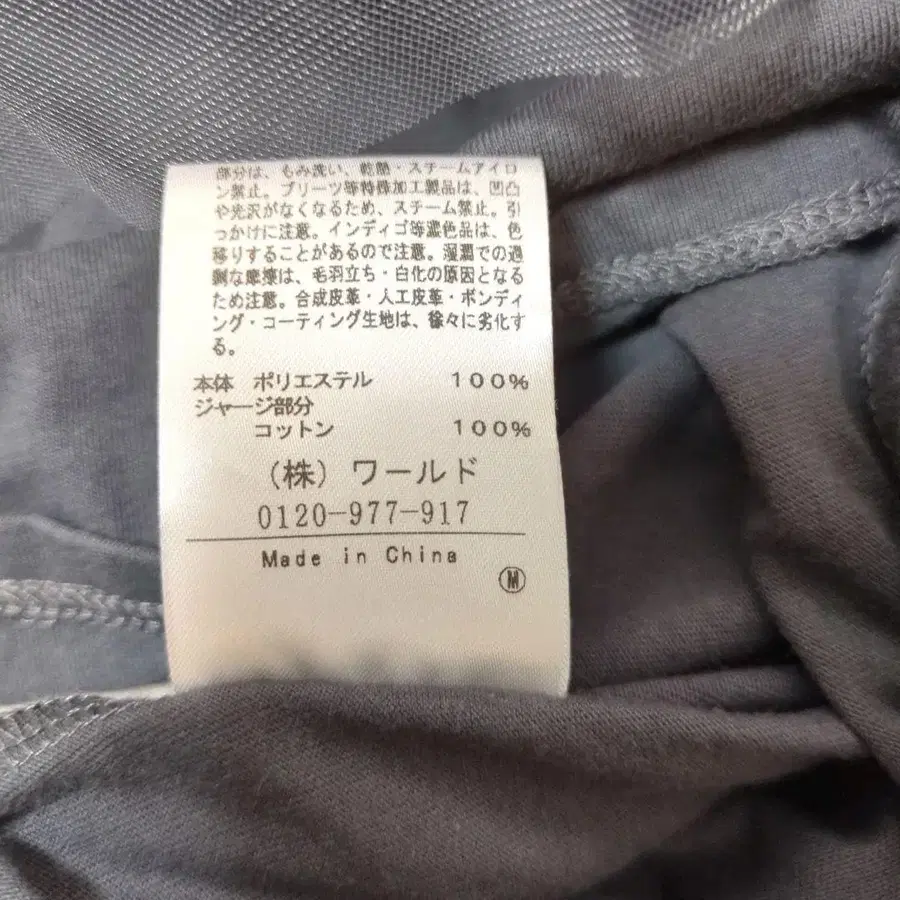 部分は、もみ洗い、乾熱・スチームアイロ
ン禁止。プリーツ等特殊加工製品は、凹凸
や光沢がなくなるため、スチーム禁止。引
っかけに注意。インディゴ等濃色品は、色
移りすることがあるので注意。湿潤での過
剰な摩擦は、毛羽立ち・白化の原因となる
ため注意。合成皮革・人工皮革・ボンディ
ング・コーティング生地は、徐々に劣化す
る。
本体 ポリエステル 100%
ジャージ部分
コットン 100%
(株)ワールド
0120-977-917
Made in China
Ⓜ